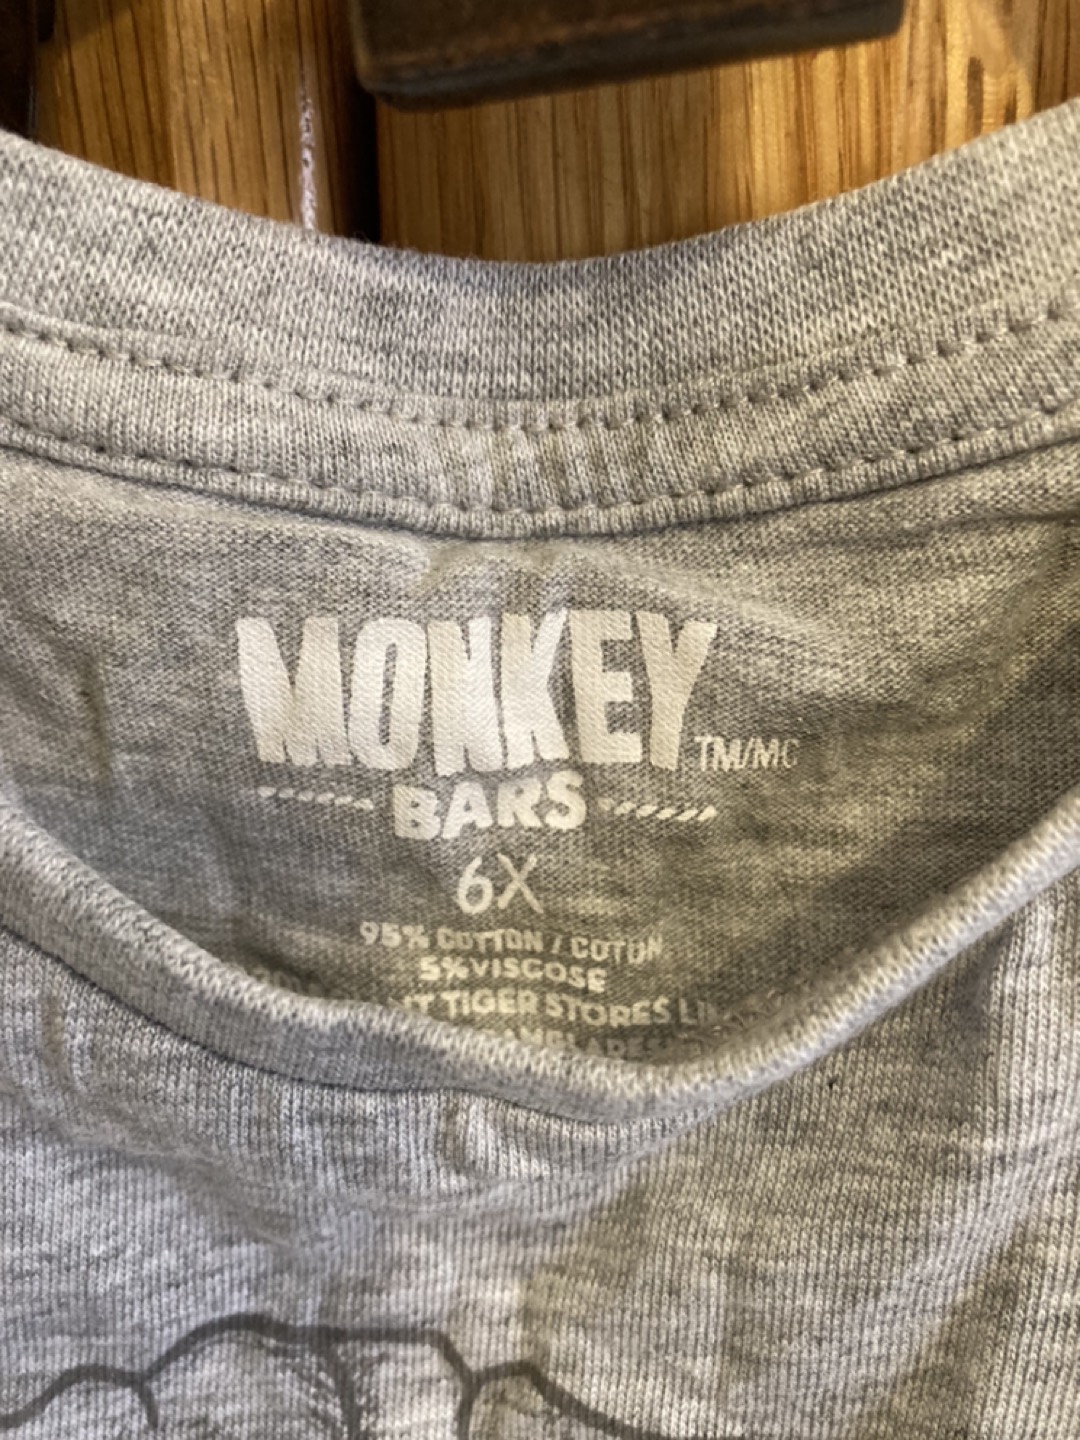 MONKEY TM/MC
BARS
6X
95% COTTON / COTON
5% VISCOSE
TIGER STORES